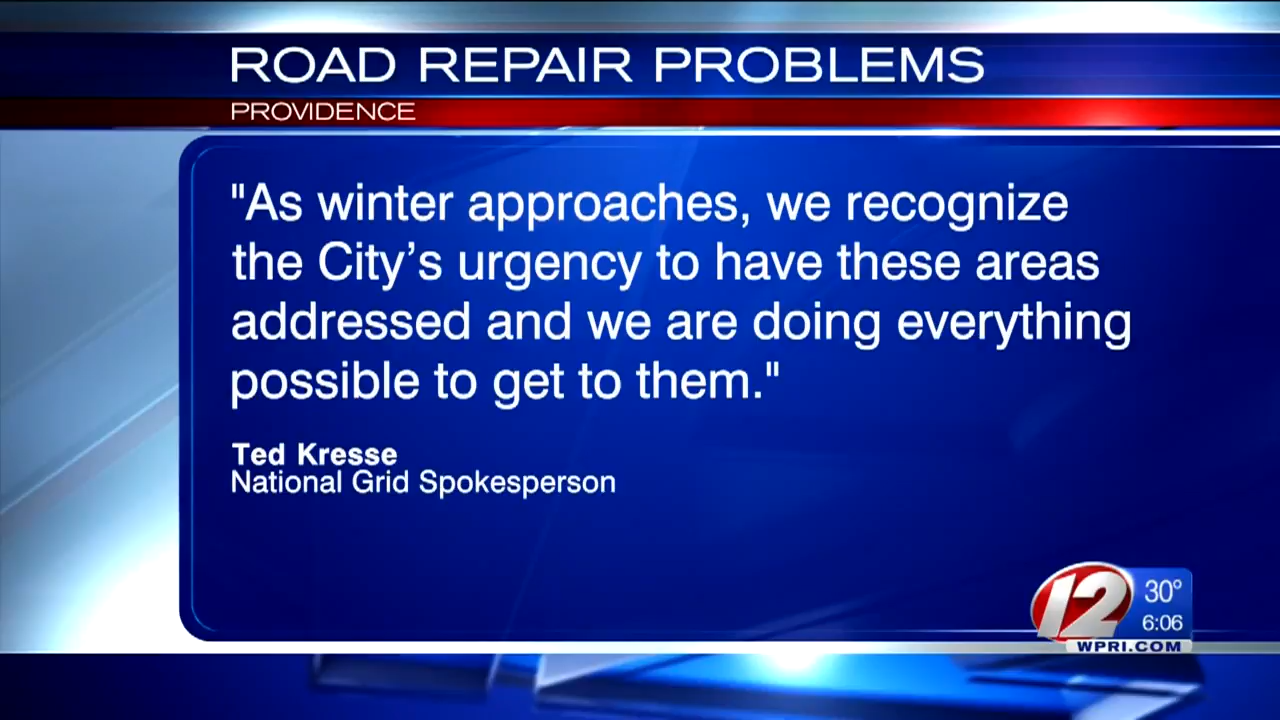 ROAD REPAIR PROBLEMS
PROVIDENCE
"As winter approaches, we recognize
the City’s urgency to have these areas
addressed and we are doing everything
possible to get to them."
Ted Kresse
National Grid Spokesperson
12
30°
6:06
WPRI.COM